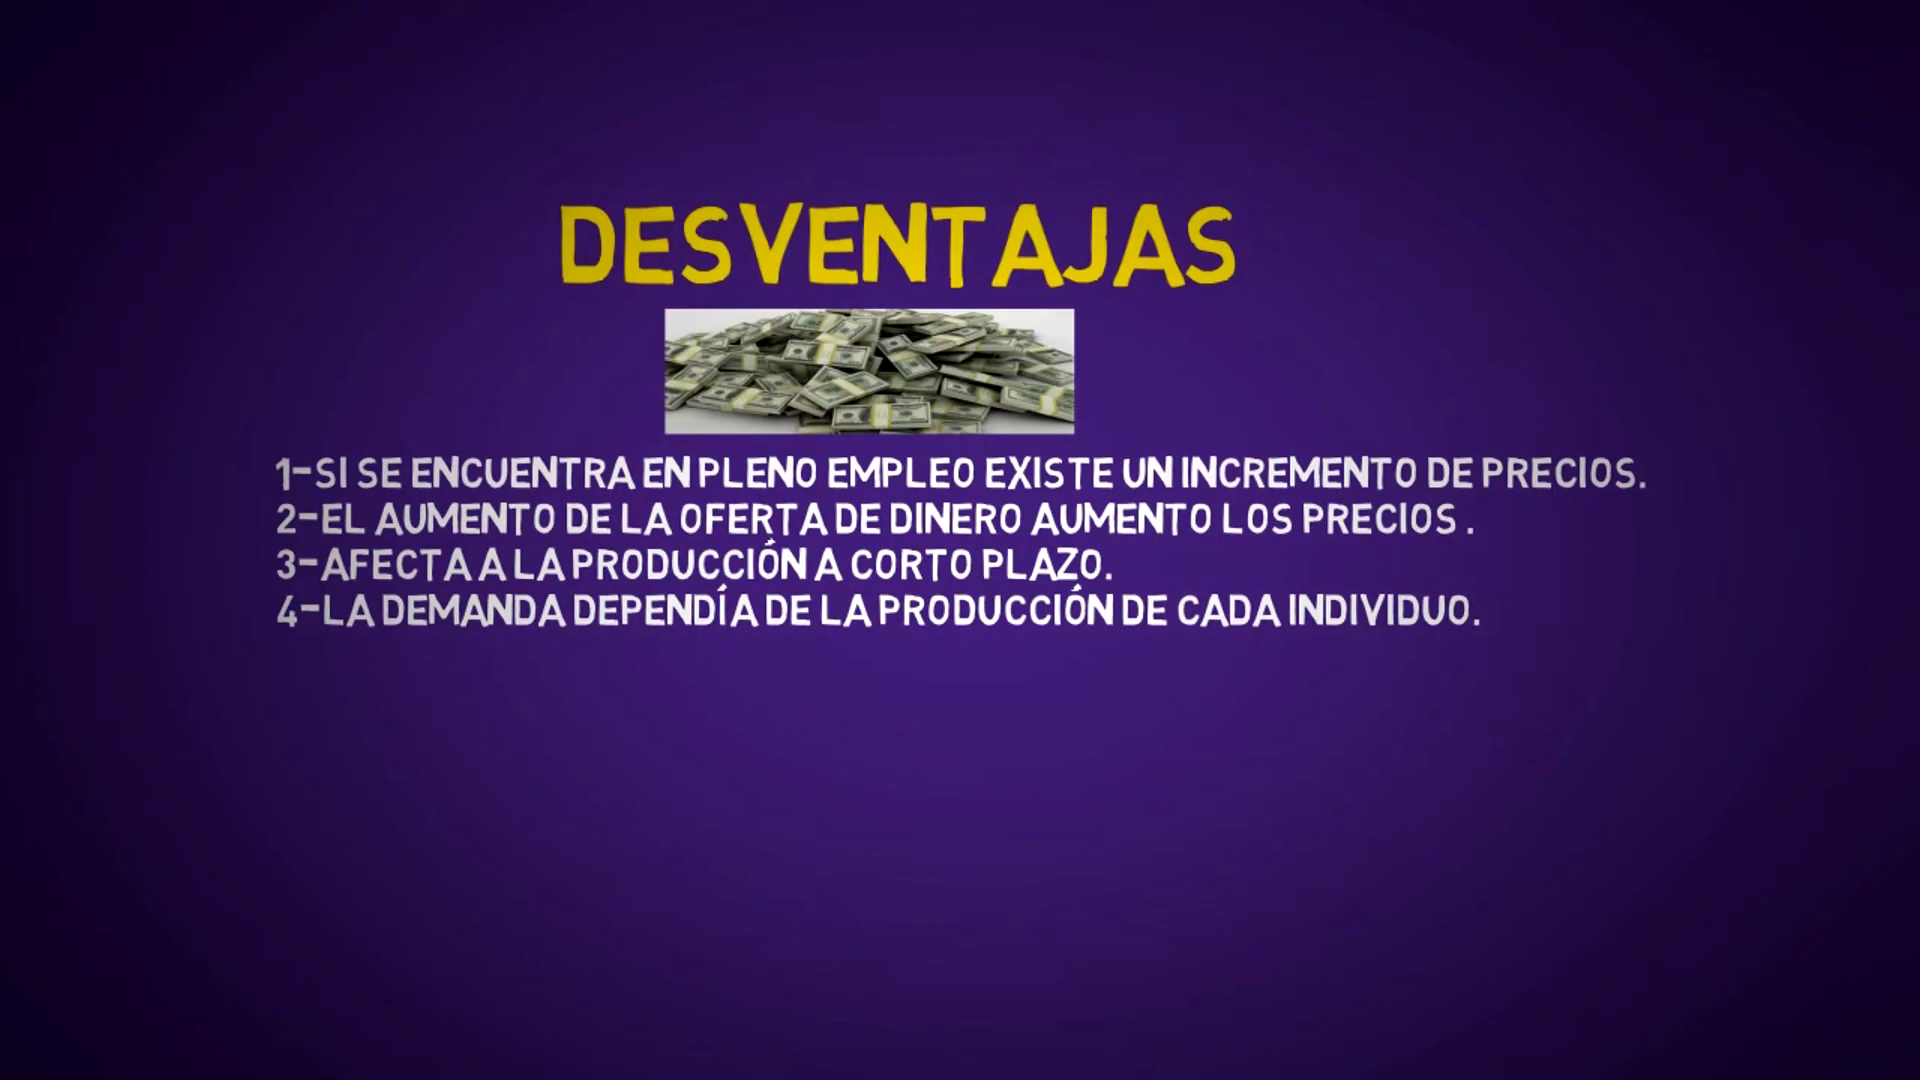 DESVENTAJAS
1-SI SE ENCUENTRA EN PLENO EMPLEO EXISTE UN INCREMENTO DE PRECIOS.
2-EL AUMENTO DE LA OFERTA DE DINERO AUMENTO LOS PRECIOS .
3-AFECTA A LA PRODUCCIÓN A CORTO PLAZO.
4-LA DEMANDA DEPENDÍA DE LA PRODUCCIÓN DE CADA INDIVIDUO.